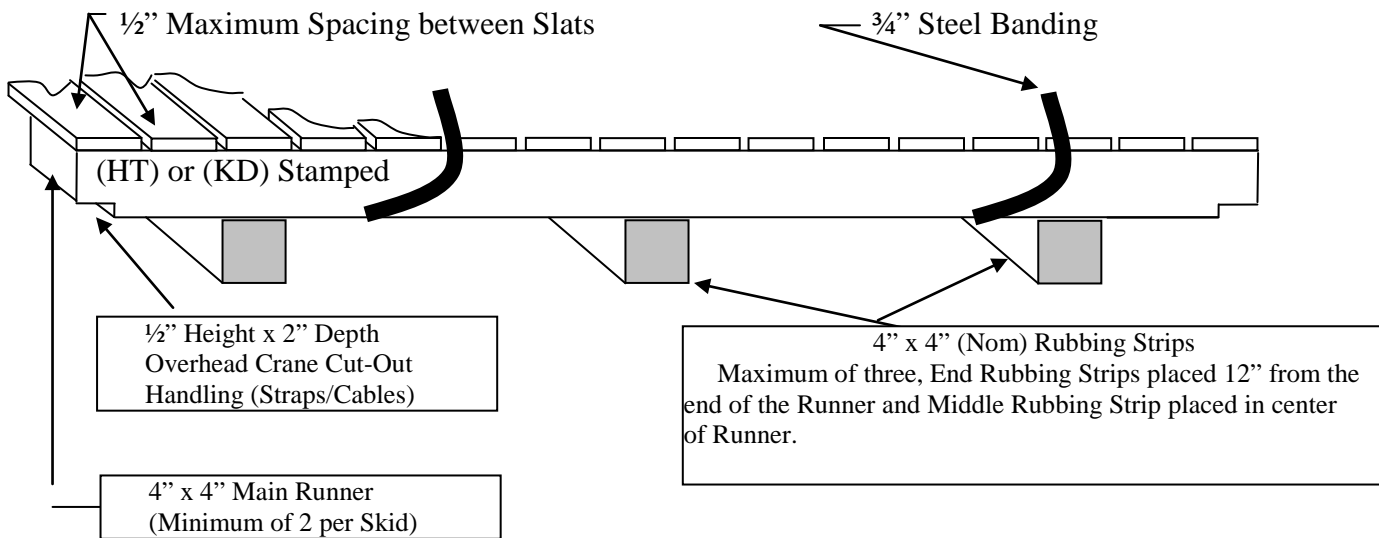 ½” Maximum Spacing between Slats
¾” Steel Banding
(HT) or (KD) Stamped
½” Height x 2” Depth
Overhead Crane Cut-Out
Handling (Straps/Cables)
4” x 4” (Nom) Rubbing Strips
Maximum of three, End Rubbing Strips placed 12” from the
end of the Runner and Middle Rubbing Strip placed in center
of Runner.
4” x 4” Main Runner
(Minimum of 2 per Skid)